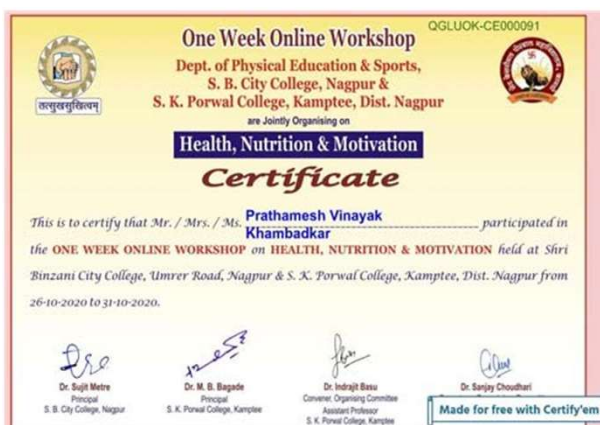 QGLUOK-CE000091
One Week Online Workshop
Dept. of Physical Education & Sports,
S. B. City College, Nagpur &
S. K. Porwal College, Kamptee, Dist. Nagpur
are Jointly Organising on
Health, Nutrition & Motivation
तत्सुखसुखित्वम्
Certificate
This is to certify that Mr. / Mrs. / Ms. Prathamesh Vinayak Khambadkar participated in
the ONE WEEK ONLINE WORKSHOP on HEALTH, NUTRITION & MOTIVATION held at Shri
Binzani City College, Umrer Road, Nagpur & S. K. Porwal College, Kamptee, Dist. Nagpur from
26-10-2020 to 31-10-2020.
Dr. Sujit Metre
Principal
S. B. City College, Nagpur
Dr. M. B. Bagade
Principal
S. K. Porwal College, Kamptee
Dr. Indrajit Basu
Convener, Organising Committee
Assistant Professor
S. K. Porwal College, Kamptee
Dr. Sanjay Choudhari
Made for free with Certify'em